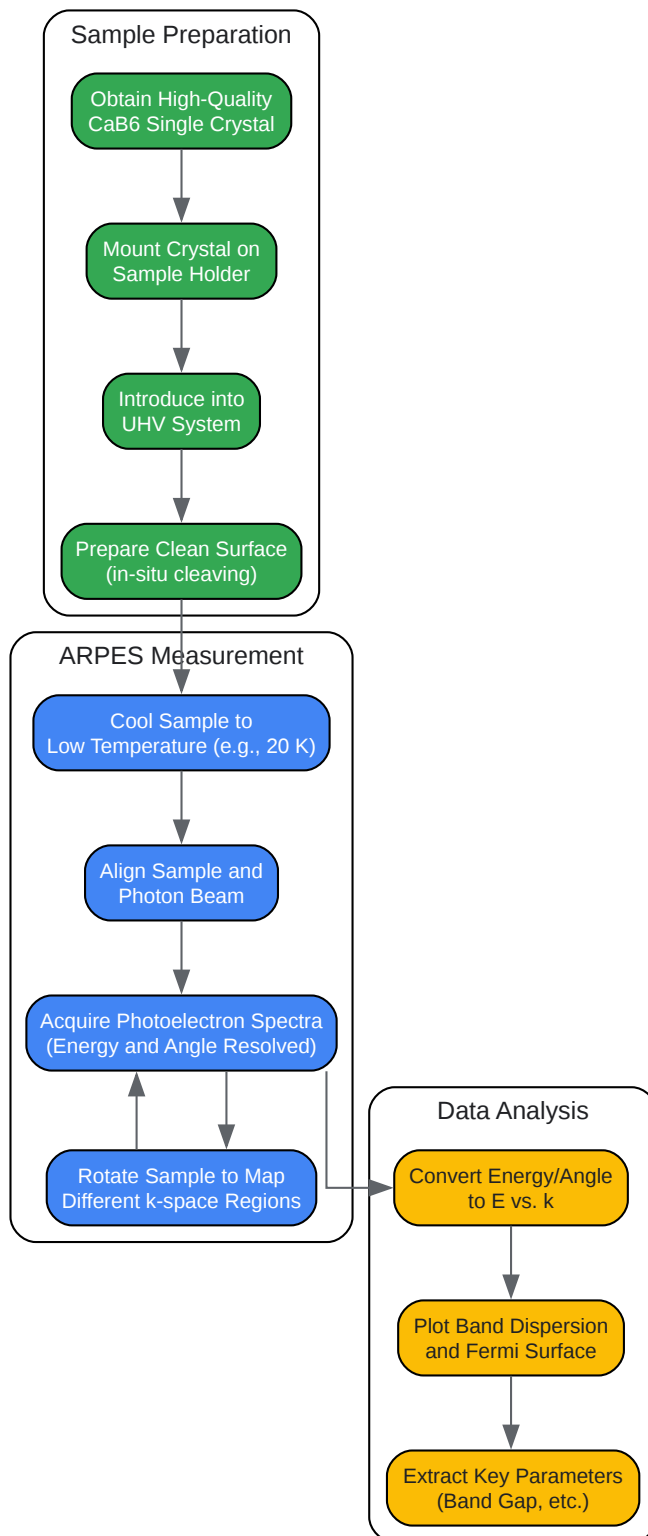 Sample Preparation
Obtain High-Quality
CaB6 Single Crystal
Mount Crystal on
Sample Holder
Introduce into
UHV System
Prepare Clean Surface
(in-situ cleaving)
ARPES Measurement
Cool Sample to
Low Temperature (e.g., 20 K)
Align Sample and
Photon Beam
Acquire Photoelectron Spectra
(Energy and Angle Resolved)
Rotate Sample to Map
Different k-space Regions
Data Analysis
Convert Energy/Angle
to E vs. k
Plot Band Dispersion
and Fermi Surface
Extract Key Parameters
(Band Gap, etc.)